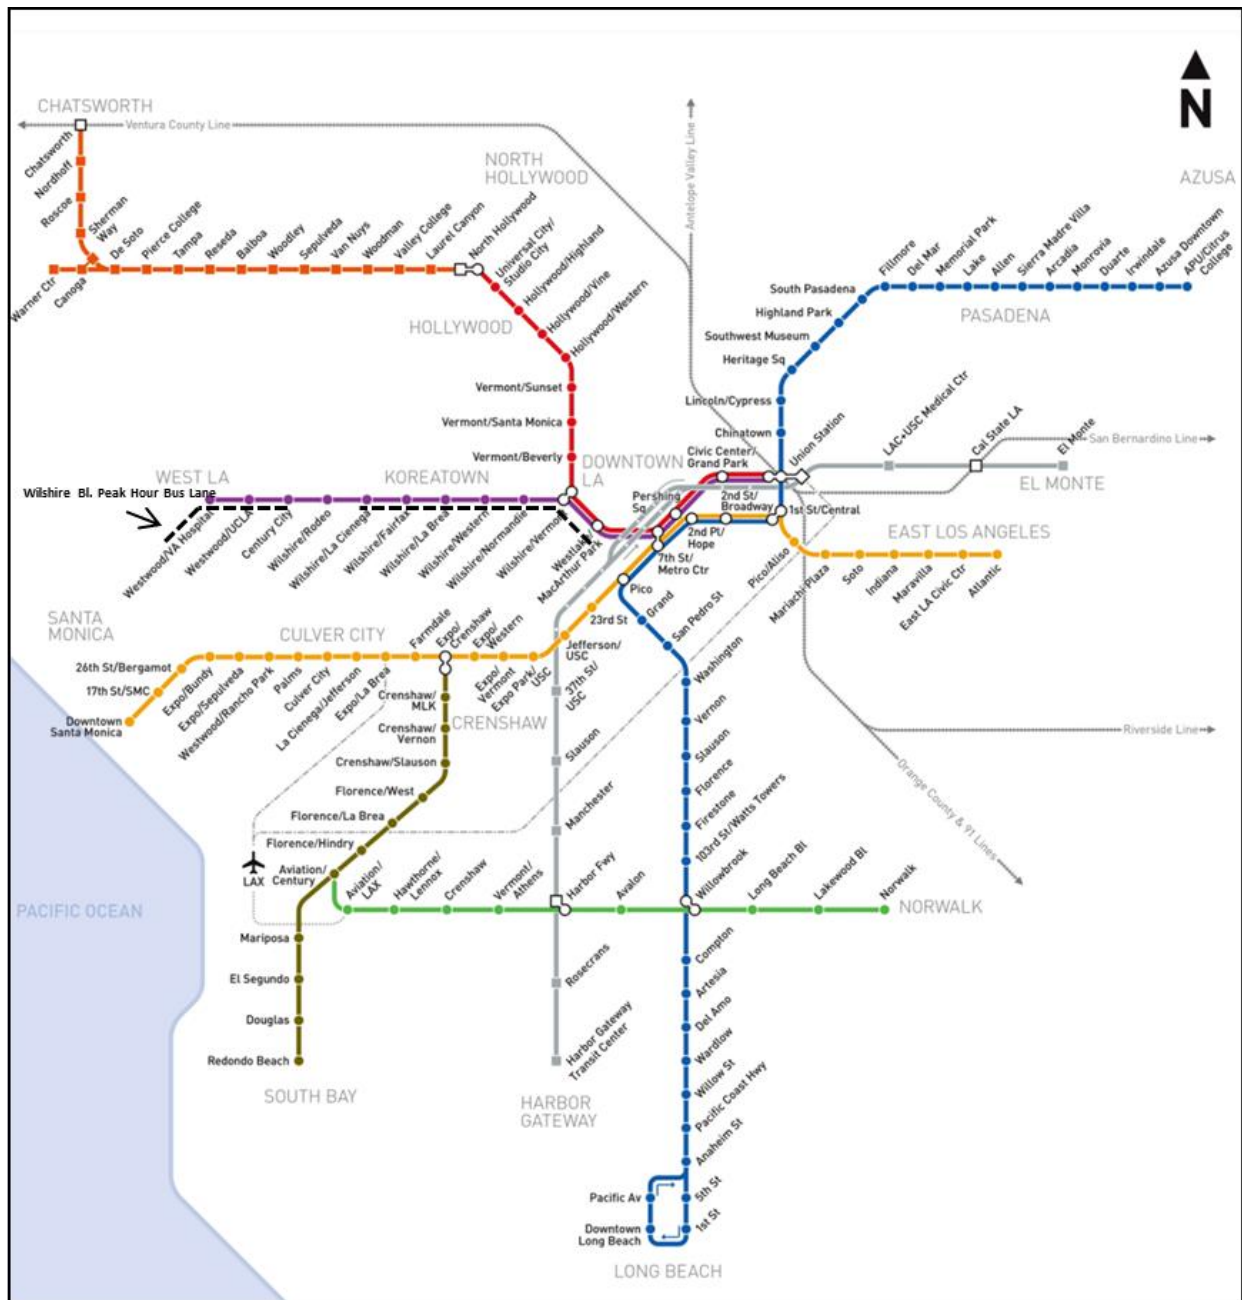 N
CHATSWORTH
Ventura County Line
Antelope Valley Line
NORTH
HOLLYWOOD
AZUSA
Chatsworth
Nordhoff
Roscoe
Sherman
Way
Warner Ctr
Canoga
De Soto
Pierce College
Tampa
Reseda
Balboa
Woodley
Sepulveda
Van Nuys
Woodman
Valley College
Laurel Canyon
North Hollywood
Universal City/
Studio City
Hollywood/Highland
Hollywood/Vine
Hollywood/Western
HOLLYWOOD
Vermont/Sunset
Vermont/Santa Monica
Vermont/Beverly
Fillmore
Del Mar
Memorial Park
Lake
Allen
Sierra Madre Villa
Arcadia
Monrovia
Duarte
Irwindale
Azusa Downtown
APU/Citrus
College
South Pasadena
Highland Park
Southwest Museum
Heritage Sq
Lincoln/Cypress
Chinatown
PASADENA
Union Station
LAC+USC Medical Ctr
Cal State LA
El Monte
San Bernardino Line
EL MONTE
WEST LA
KOREATOWN
DOWNTOWN
LA
Civic Center/
Grand Park
Pershing
Sq
2nd St/
Broadway
1st St/Central
Wilshire Bl. Peak Hour Bus Lane
Westwood/VA Hospital
Westwood/UCLA
Century City
Wilshire/Rodeo
Wilshire/La Cienega
Wilshire/Fairfax
Wilshire/La Brea
Wilshire/Western
Wilshire/Normandie
Wilshire/Vermont
Westlake/
MacArthur Park
7th St/
Metro Ctr
2nd Pl/
Hope
Pico/Aliso
Mariachi Plaza
Soto
Indiana
Maravilla
East LA Civic Ctr
Atlantic
EAST LOS ANGELES
SANTA
MONICA
CULVER CITY
26th St/Bergamot
17th St/SMC
Downtown
Santa Monica
Expo/Bundy
Expo/Sepulveda
Westwood/Rancho Park
Palms
Culver City
La Cienega/Jefferson
Expo/La Brea
Farmdale
Expo/
Crenshaw
Expo/
Western
Expo/
Vermont
Expo Park/
USC
Jefferson/
USC
23rd St
Pico
Grand
San Pedro St
Washington
Vernon
Slauson
Florence
Firestone
103rd St/Watts Towers
Willowbrook
37th St/
USC
Slauson
Manchester
Harbor Fwy
CRENSHAW
Crenshaw/
MLK
Crenshaw/
Vernon
Crenshaw/Slauson
Florence/West
Florence/La Brea
Florence/Hindry
Aviation/
Century
LAX
Aviation/
LAX
Hawthorne/
Lennox
Crenshaw
Vermont/
Athens
Avalon
Long Beach Bl
Lakewood Bl
Norwalk
NORWALK
Riverside Line
Orange County & 91 Lines
PACIFIC OCEAN
Mariposa
El Segundo
Douglas
Redondo Beach
SOUTH BAY
Rosecrans
Harbor Gateway
Transit Center
HARBOR
GATEWAY
Compton
Artesia
Del Amo
Wardlow
Willow St
Pacific Coast Hwy
Anaheim St
5th St
1st St
Pacific Av
Downtown
Long Beach
LONG BEACH